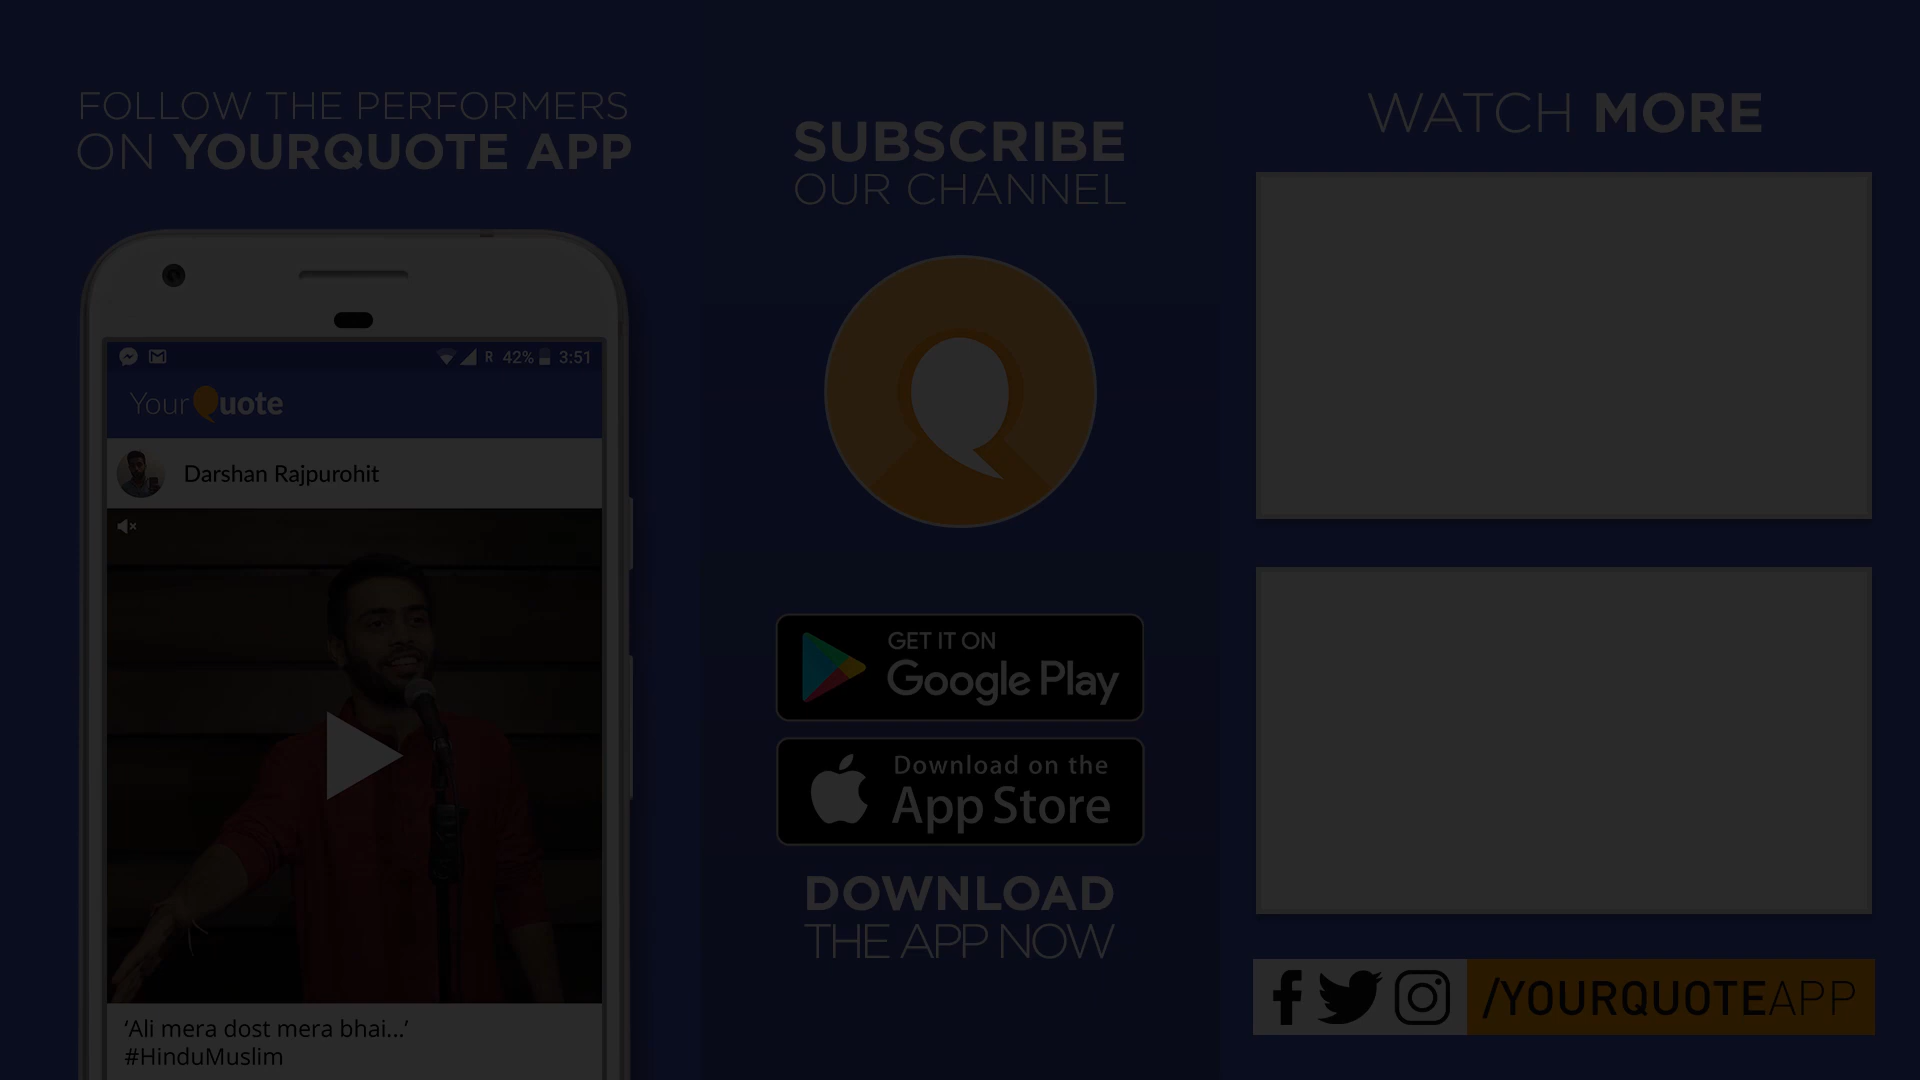 FOLLOW THE PERFORMERS
ON YOURQUOTE APP
R 42% 3:51
YourQuote
Darshan Rajpurohit
‘Ali mera dost mera bhai...’
#HinduMuslim
SUBSCRIBE
OUR CHANNEL
GET IT ON
Google Play
Download on the
App Store
DOWNLOAD
THE APP NOW
WATCH MORE
/YOURQUOTEAPP